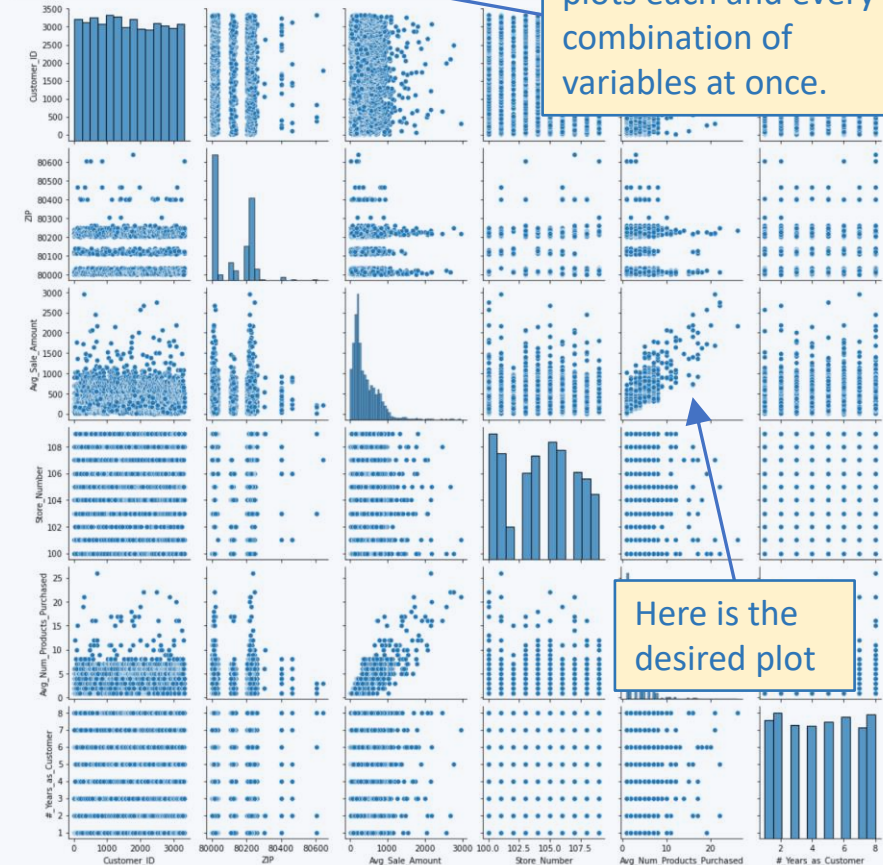 plots each and every
combination of
variables at once.
3500
3000
2500
2000
1500
1000
500
0
Customer_ID
80600
80500
80400
80300
80200
80100
80000
ZIP
3000
2500
2000
1500
1000
500
0
Avg_Sale_Amount
108
106
104
102
100
Store_Number
Here is the
desired plot
25
20
15
10
5
0
Avg_Num_Products_Purchased
8
7
6
5
4
3
2
1
#_Years_as_Customer
0 1000 2000 3000
80000 80200 80400 80600
0 1000 2000 3000
100.0 102.5 105.0 107.5
0 10 20
2 4 6 8
Customer_ID
ZIP
Avg_Sale_Amount
Store_Number
Avg_Num_Products_Purchased
#_Years_as_Customer